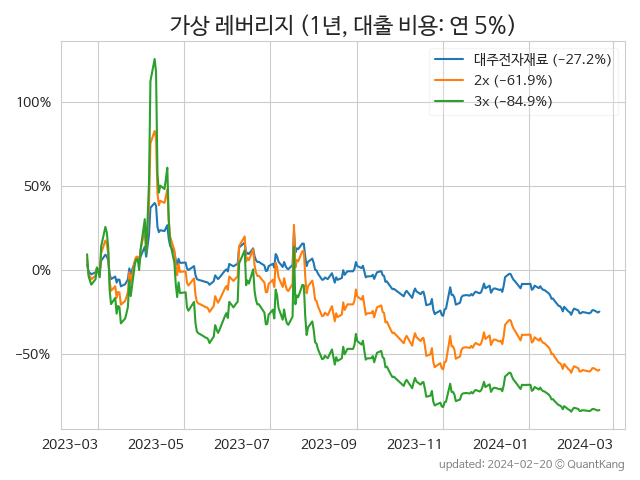 가상 레버리지 (1년, 대출 비용: 연 5%)
대주전자재료 (-27.2%)
2x (-61.9%)
3x (-84.9%)
100%
50%
0%
-50%
2023-03 2023-05 2023-07 2023-09 2023-11 2024-01 2024-03
updated: 2024-02-20 © QuantKang